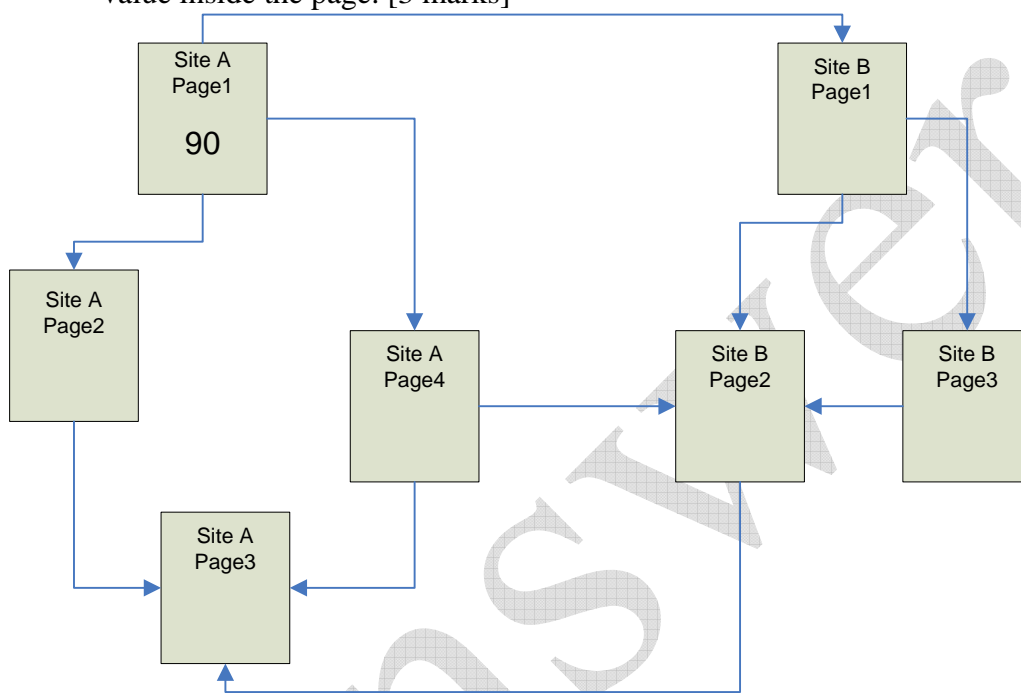 value inside the page. [5 marks]
Site A
Page1
90
Site B
Page1
Site A
Page2
Site A
Page4
Site B
Page2
Site B
Page3
Site A
Page3